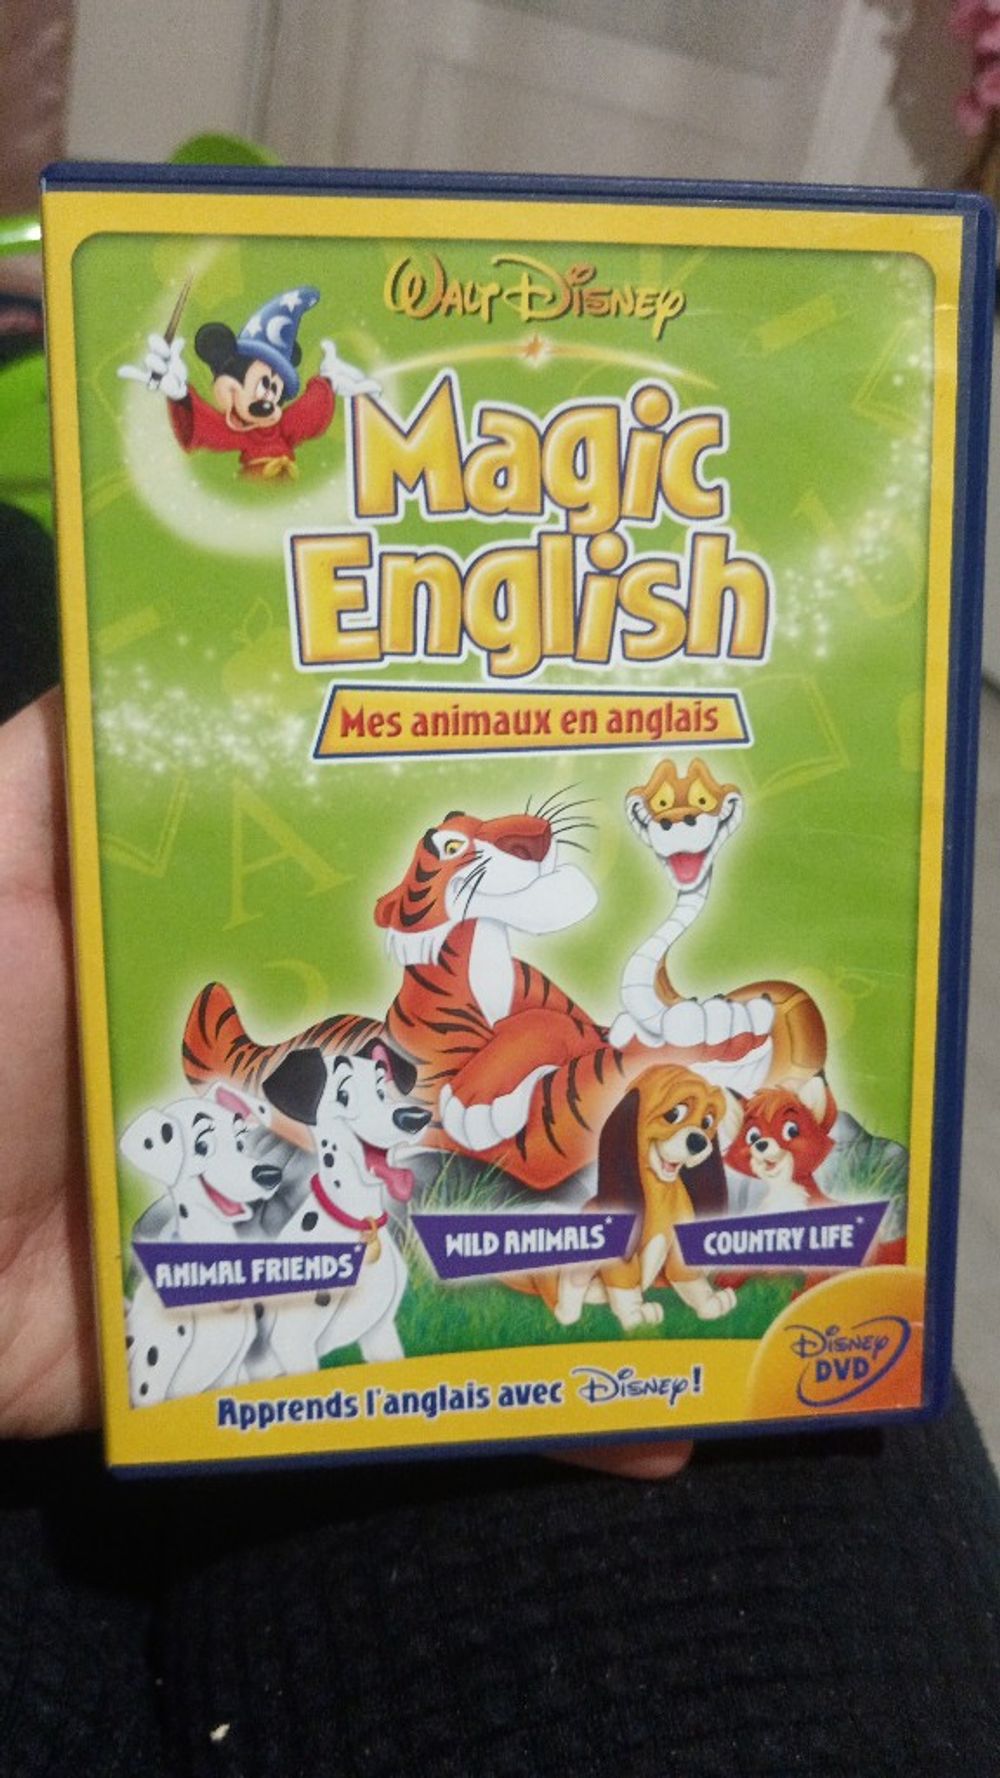 Walt Disney
Magic
English
Mes animaux en anglais
ANIMAL FRIENDS*
WILD ANIMALS*
COUNTRY LIFE*
Apprends l'anglais avec Disney!
Disney
DVD